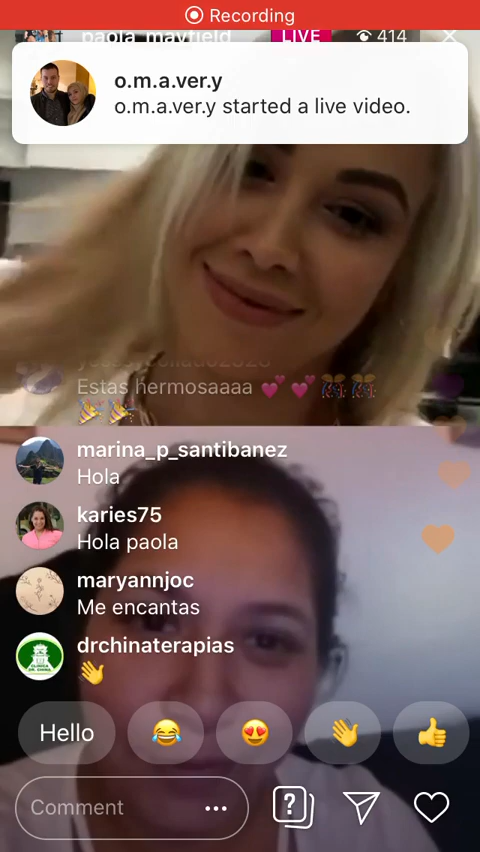 Recording
paola_mayfield LIVE 414
o.m.a.ver.y
o.m.a.ver.y started a live video.
Estas hermosaaaa 💕 💕 🎊 🎊
🎉 🎉
marina_p_santibanez
Hola
karies75
Hola paola
maryannjoc
Me encantas
drchinaterapias
👋
Hello 😂 😍 👋 👍
Comment